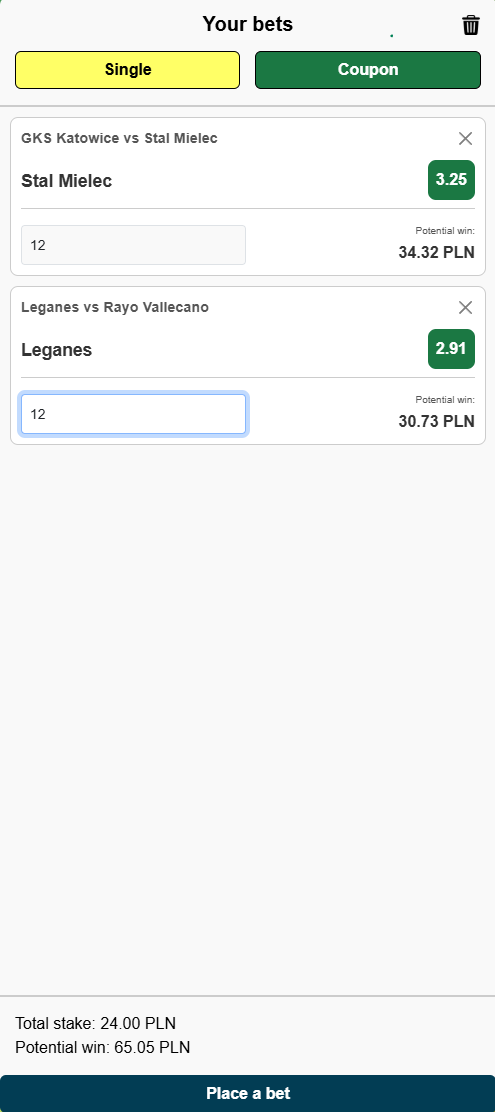 Your bets
Single Coupon
GKS Katowice vs Stal Mielec
Stal Mielec 3.25
Potential win:
12 34.32 PLN
Leganes vs Rayo Vallecano
Leganes 2.91
Potential win:
12 30.73 PLN
Total stake: 24.00 PLN
Potential win: 65.05 PLN
Place a bet